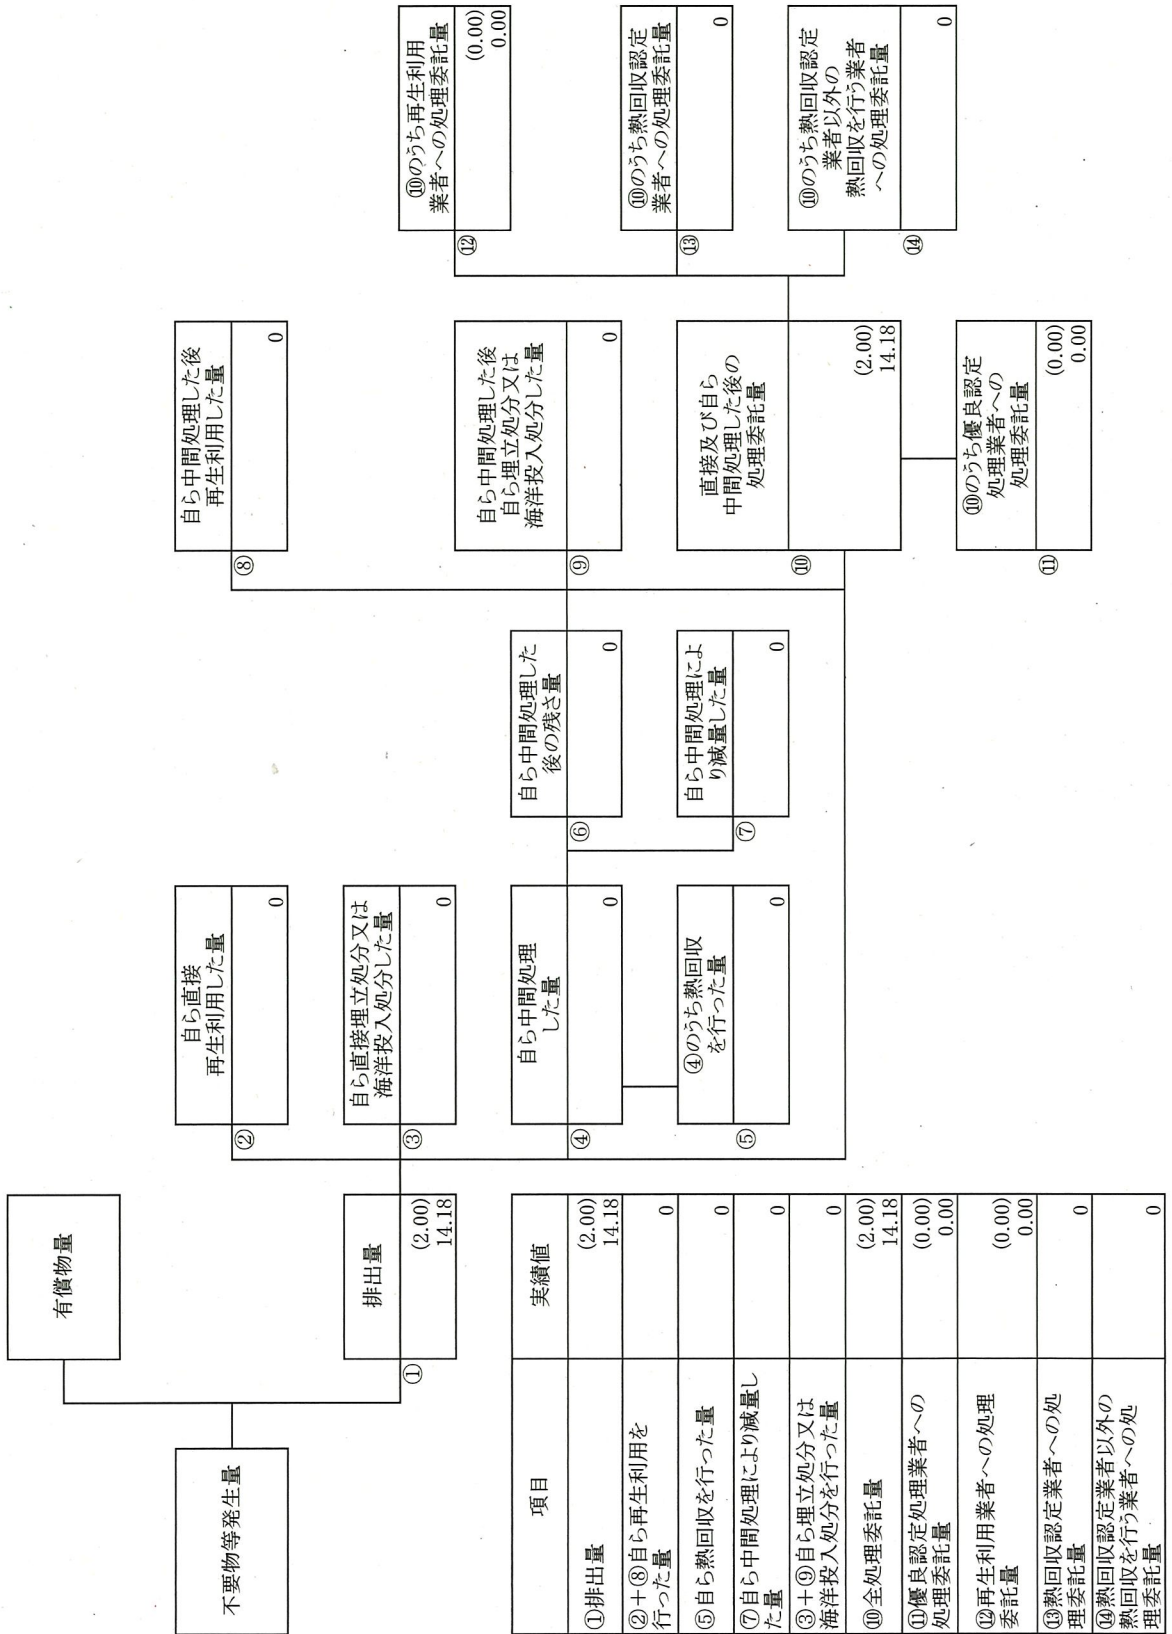 不要物等発生量
有償物量
排出量
①
(2.00)
14.18
自ら直接
再生利用した量
②
0
自ら直接埋立処分又は
海洋投入処分した量
③
0
自ら中間処理
した量
④
0
④のうち熱回収
を行った量
⑤
0
自ら中間処理した
後の残さ量
⑥
0
自ら中間処理によ
り減量した量
⑦
0
自ら中間処理した後
再生利用した量
⑧
0
自ら中間処理した後
自ら埋立処分又は
海洋投入処分した量
⑨
0
直接及び自ら
中間処理した後の
処理委託量
⑩
(2.00)
14.18
⑩のうち優良認定
処理業者への
処理委託量
⑪
(0.00)
0.00
⑩のうち再生利用
業者への処理委託量
⑫
(0.00)
0.00
⑩のうち熱回収認定
業者への処理委託量
⑬
0
⑩のうち熱回収認定
業者以外の
熱回収を行う業者
への処理委託量
⑭
0
項目 実績値
①排出量 (2.00)
14.18
②+⑧自ら再生利用を
行った量 0
⑤自ら熱回収を行った量 0
⑦自ら中間処理により減量し
た量 0
③+⑨自ら埋立処分又は
海洋投入処分を行った量 0
⑩全処理委託量 (2.00)
14.18
⑪優良認定処理業者への
処理委託量 (0.00)
0.00
⑫再生利用業者への処理
委託量 (0.00)
0.00
⑬熱回収認定業者への処
理委託量 0
⑭熱回収認定業者以外の
熱回収を行う業者への処
理委託量 0